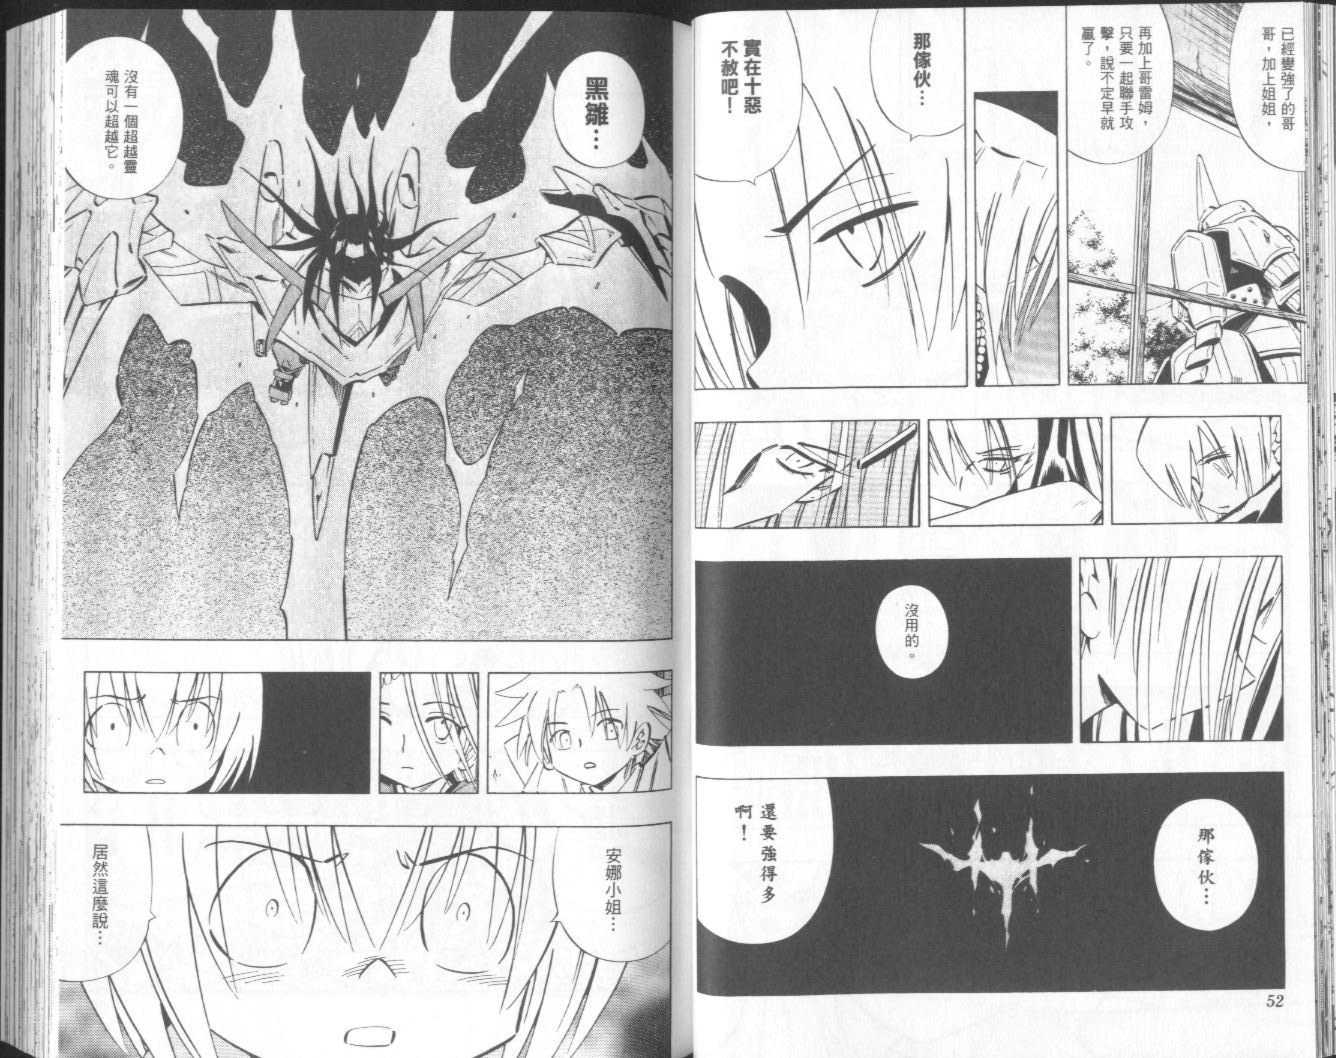 已經變強了的哥
哥，加上姐姐，
再加上哥雷姆，
只要一起聯手攻
擊，說不定早就
贏了。
那傢伙…
實在十惡
不赦吧！
沒用的。
那傢伙…
還要強得多
啊！
52
黑雛…
沒有一個超越靈
魂可以超越它。
安娜小姐…
居然這麼說…